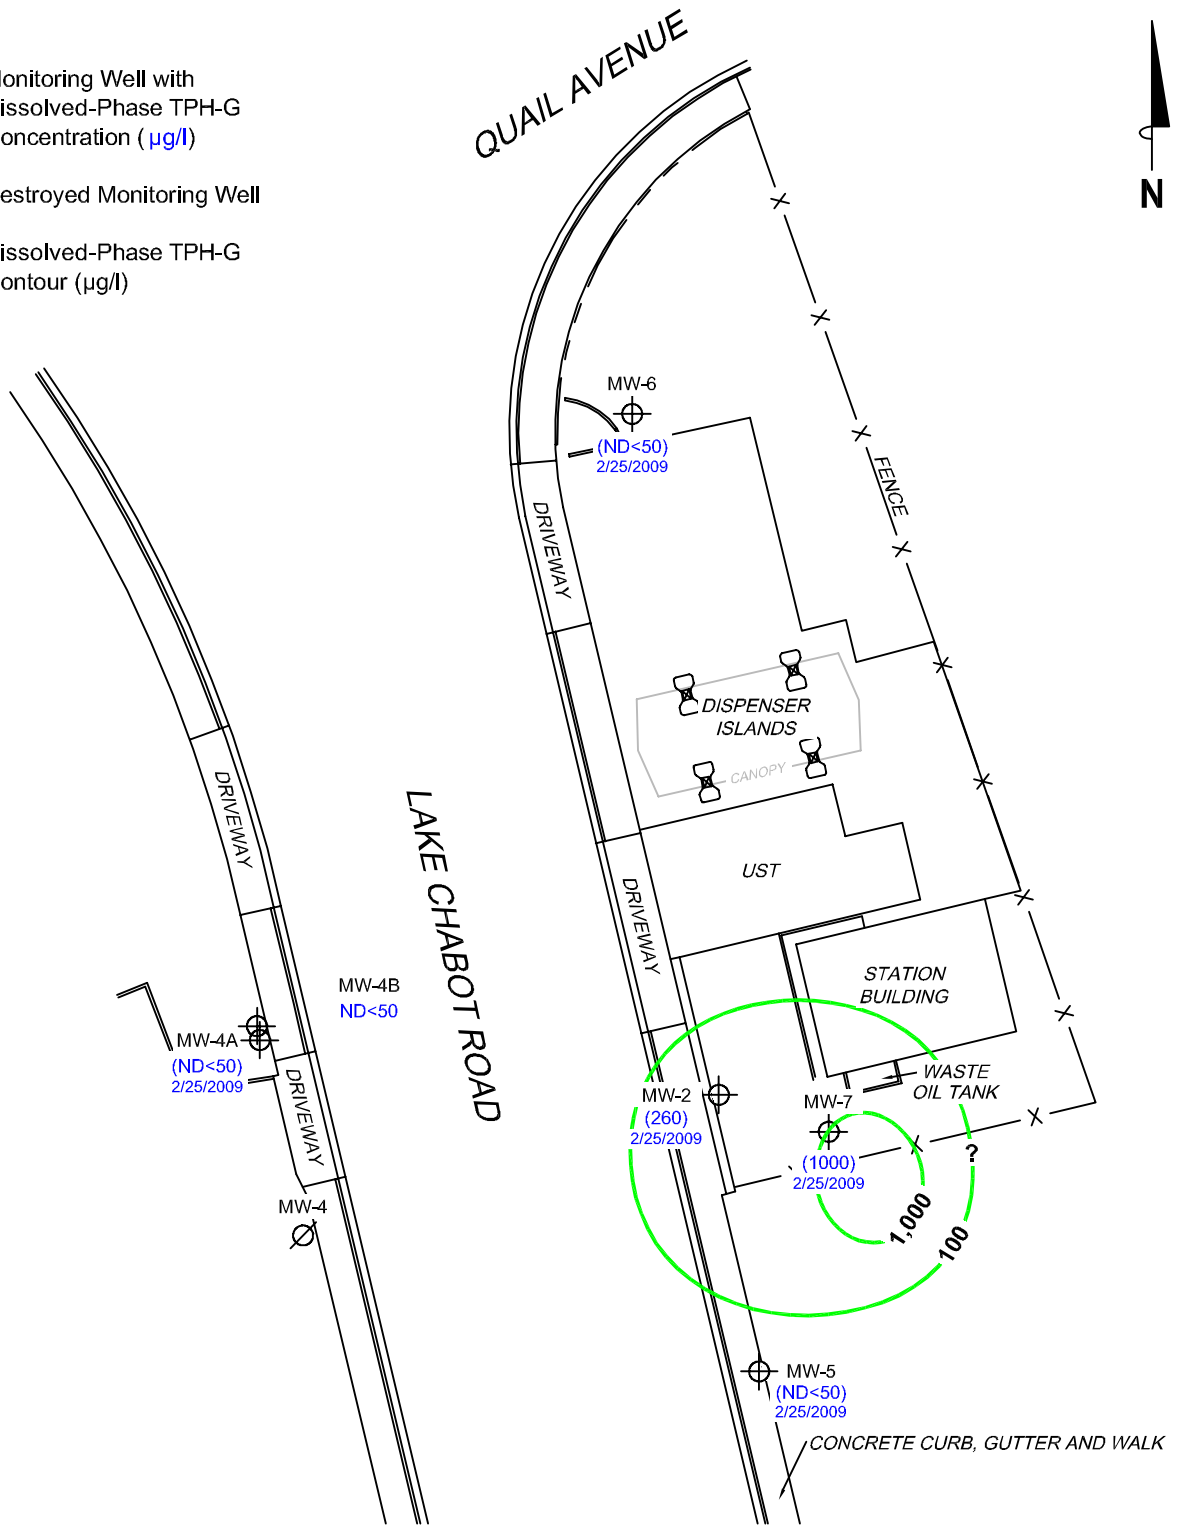 onitoring Well with
issolved-Phase TPH-G
oncentration (µg/l)
estroyed Monitoring Well
issolved-Phase TPH-G
ontour (µg/l)
QUAIL AVENUE
N
MW-6
(ND<50)
2/25/2009
FENCE
DRIVEWAY
DISPENSER
ISLANDS
CANOPY
DRIVEWAY
LAKE CHABOT ROAD
UST
DRIVEWAY
STATION
BUILDING
MW-4B
ND<50
MW-4A
(ND<50)
2/25/2009
DRIVEWAY
WASTE
OIL TANK
MW-2
(260)
2/25/2009
MW-7
(1000)
2/25/2009
?
1,000
100
MW-4
MW-5
(ND<50)
2/25/2009
CONCRETE CURB, GUTTER AND WALK